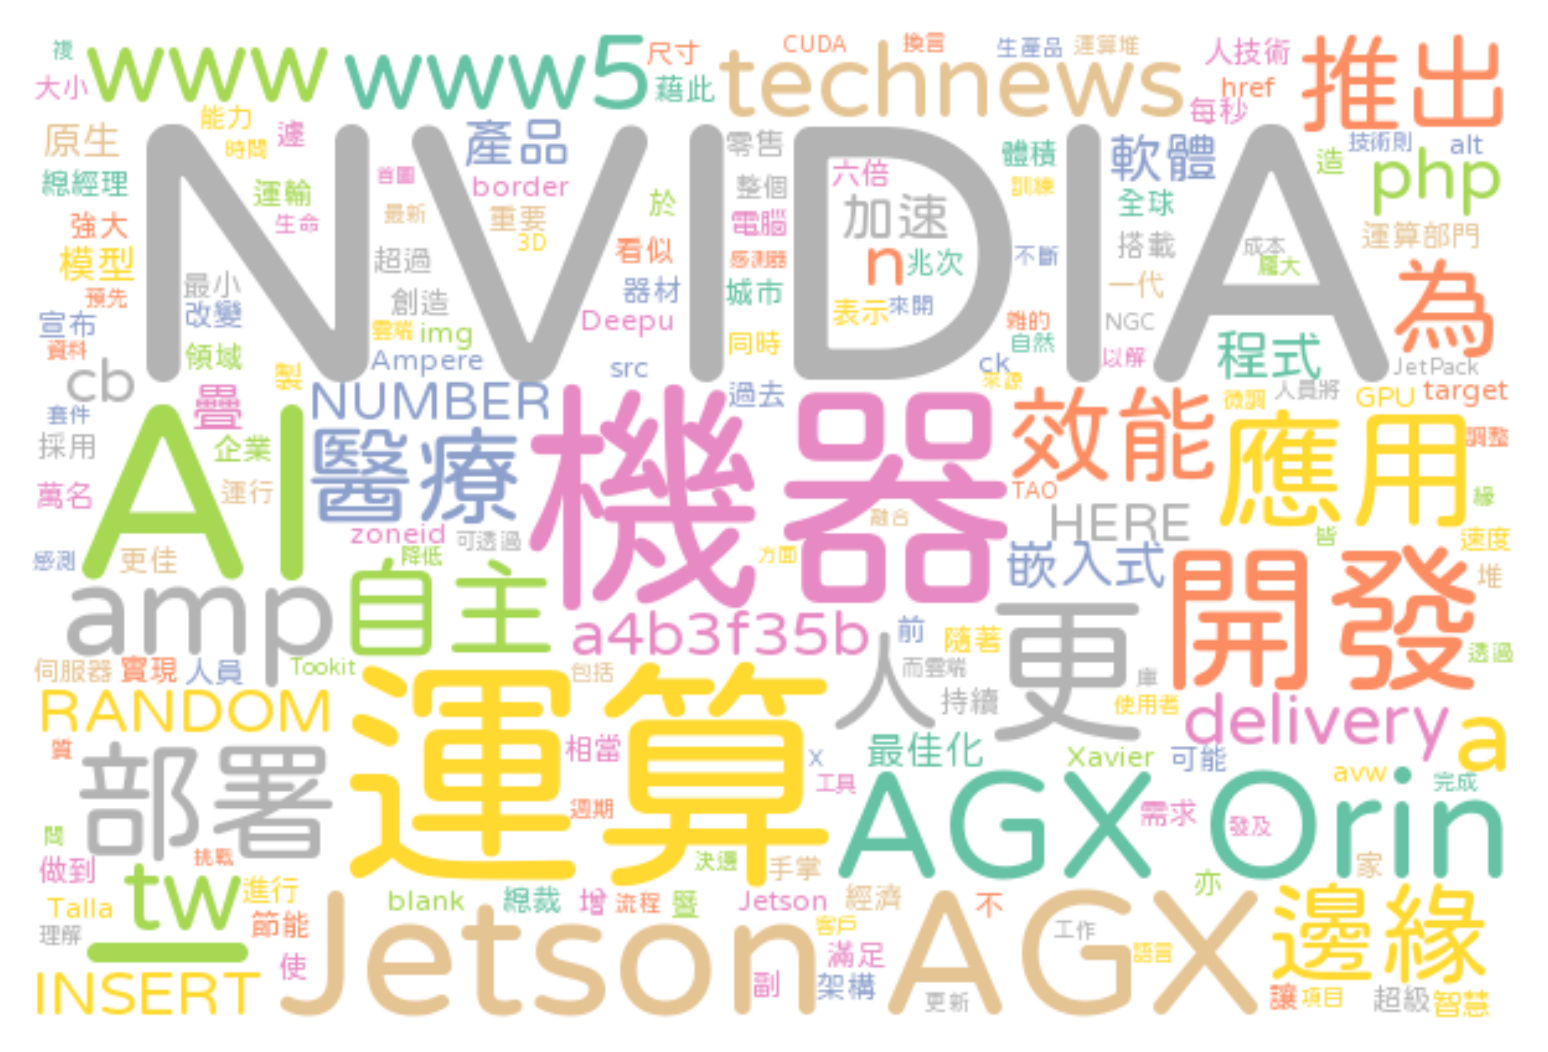 複
www
www5
尺寸
CUDA
換言
生產品
運算堆
人技術
推出
大小
藉此
technews
每秒
href
原生
能力
時間
遽
產品
零售
體積
軟體
造
技術則
alt
php
總經理
運輸
首圖
border
整個
六倍
訓練
全球
NVIDIA
強大
生命
最新
重要
3D
於
電腦
加速
搭載
成本
運算部門
模型
最小
超過
看似
感測器
n
兆次
不斷
龐大
預先
創造
器材
城市
一代
為
宣布
改變
雲端
img
Deepu
表示
來開
雜的
NGC
資料
領域
Ampere
同時
自然
以解
程式
cb
製
src
ck
來源
JetPack
套件
疊
NUMBER
過去
微調
人員將
GPU
target
採用
AI
企業
醫療
機器
效能
應用
調整
萬名
運行
TAO
緣
zoneid
可透過
融合
HERE
皆
速度
感測
更佳
降低
方面
嵌入式
堆
amp
自主
a4b3f35b
前
隨著
更
開發
透過
伺服器
實現
人員
Tookit
包括
人
而雲端
庫
RANDOM
運算
持續
使用者
delivery
a
質
部署
相當
x
最佳化
Xavier
可能
avw
完成
工具
AGX Orin
週期
需求
發及
問
做到
挑戰
決邊
手掌
家
tw
進行
亦
Talla
blank
總裁
增
流程
暨
Jetson
經濟
不
邊緣
理解
節能
客戶
工作
Jetson AGX
滿足
語言
INSERT
使
副
架構
更新
讓
項目
超級
智慧